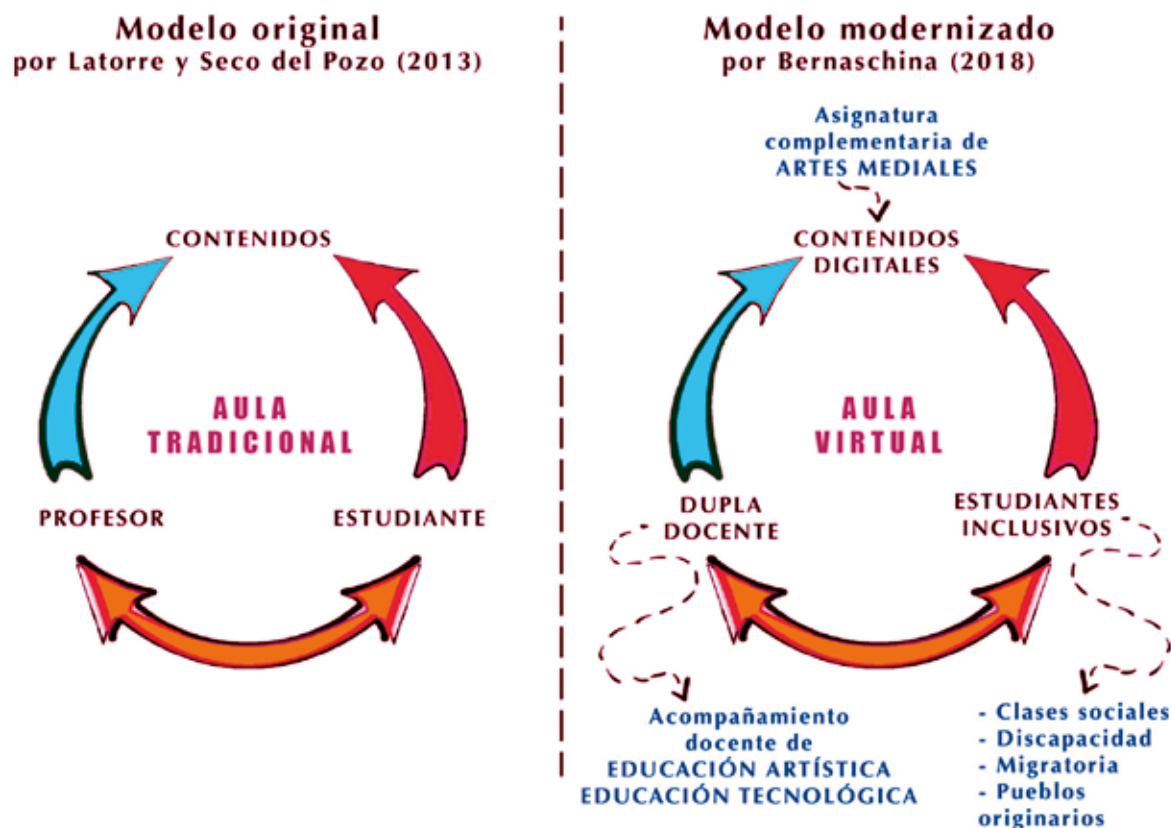 Modelo original
por Latorre y Seco del Pozo (2013)
CONTENIDOS
AULA
TRADICIONAL
PROFESOR
ESTUDIANTE
Modelo modernizado
por Bernaschina (2018)
Asignatura
complementaria de
ARTES MEDIALES
CONTENIDOS
DIGITALES
AULA
VIRTUAL
DUPLA
DOCENTE
ESTUDIANTES
INCLUSIVOS
Acompañamiento
docente de
EDUCACIÓN ARTÍSTICA
EDUCACIÓN TECNOLÓGICA
- Clases sociales
- Discapacidad
- Migratoria
- Pueblos
originarios